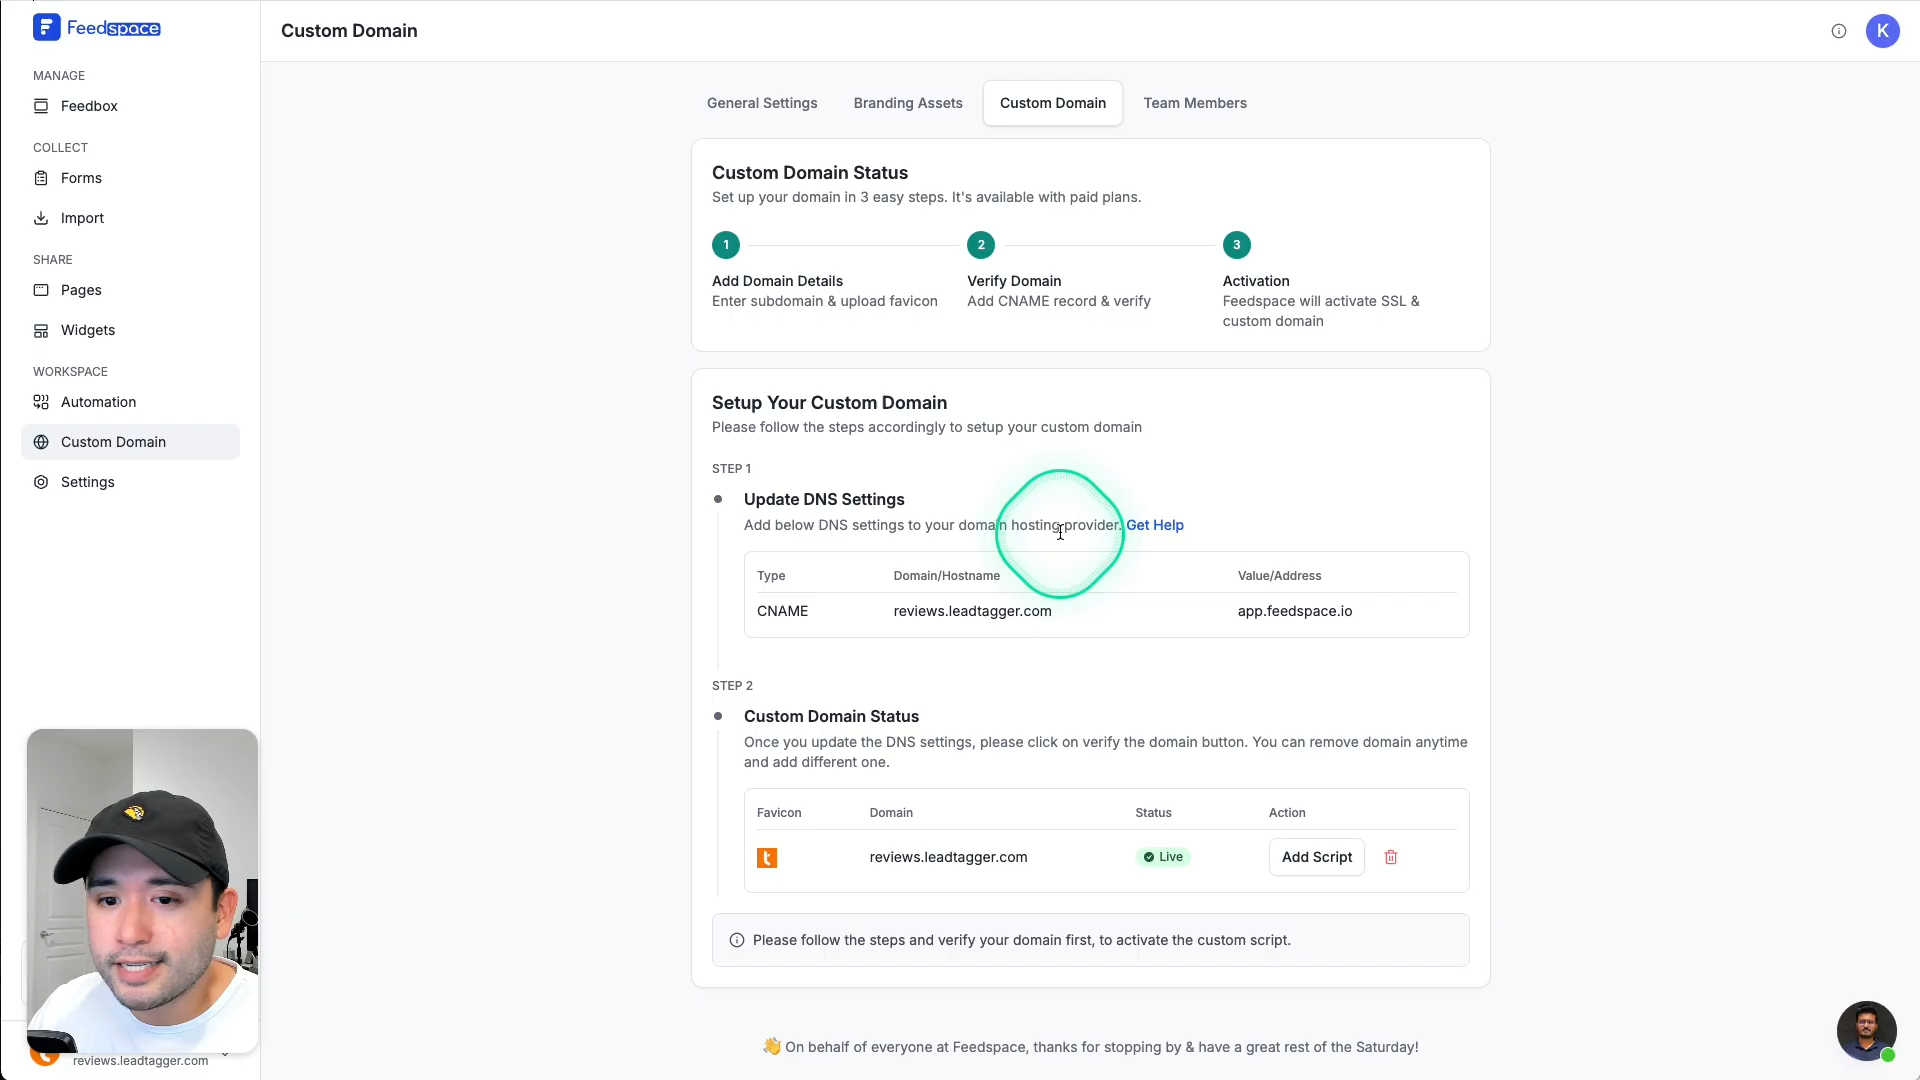 Feedspace
Custom Domain
K
MANAGE
Feedbox
COLLECT
Forms
Import
SHARE
Pages
Widgets
WORKSPACE
Automation
Custom Domain
Settings
reviews.leadtagger.com
General Settings
Branding Assets
Custom Domain
Team Members
Custom Domain Status
Set up your domain in 3 easy steps. It's available with paid plans.
1
2
3
Add Domain Details
Enter subdomain & upload favicon
Verify Domain
Add CNAME record & verify
Activation
Feedspace will activate SSL &
custom domain
Setup Your Custom Domain
Please follow the steps accordingly to setup your custom domain
STEP 1
Update DNS Settings
Add below DNS settings to your domain hosting provider. Get Help
Type Domain/Hostname Value/Address
CNAME reviews.leadtagger.com app.feedspace.io
STEP 2
Custom Domain Status
Once you update the DNS settings, please click on verify the domain button. You can remove domain anytime
and add different one.
Favicon Domain Status Action
t reviews.leadtagger.com Live Add Script
Please follow the steps and verify your domain first, to activate the custom script.
👋 On behalf of everyone at Feedspace, thanks for stopping by & have a great rest of the Saturday!